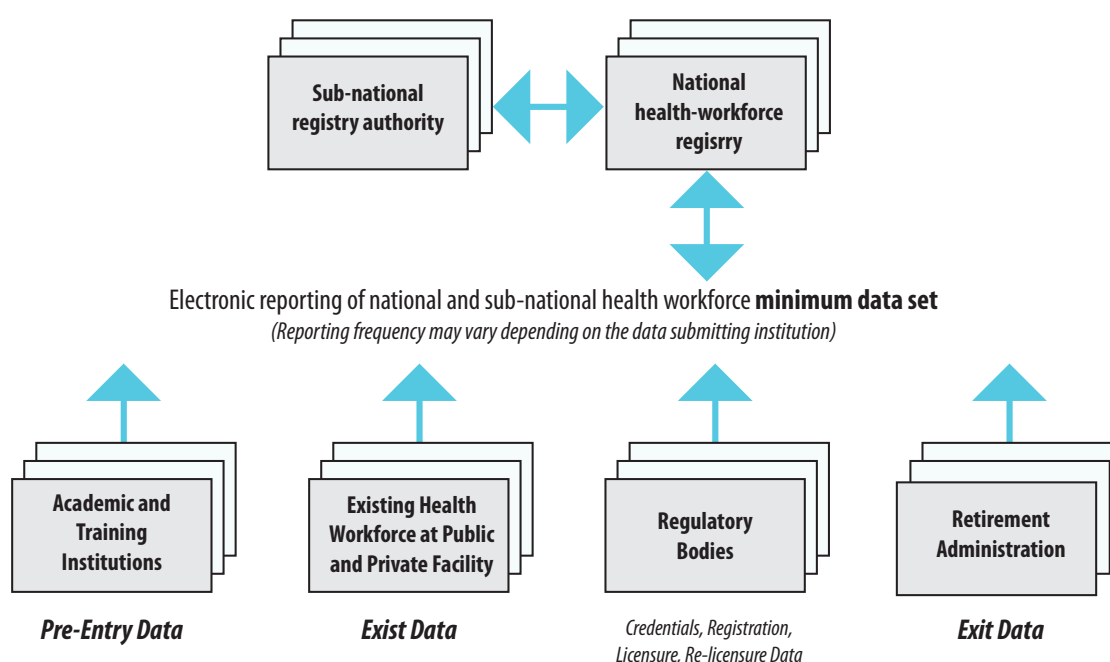 Sub-national
registry authority
National
health-workforce
regisrry
Electronic reporting of national and sub-national health workforce minimum data set
(Reporting frequency may vary depending on the data submitting institution)
Academic and
Training
Institutions
Existing Health
Workforce at Public
and Private Facility
Regulatory
Bodies
Retirement
Administration
Pre-Entry Data
Exist Data
Credentials, Registration,
Licensure, Re-licensure Data
Exit Data